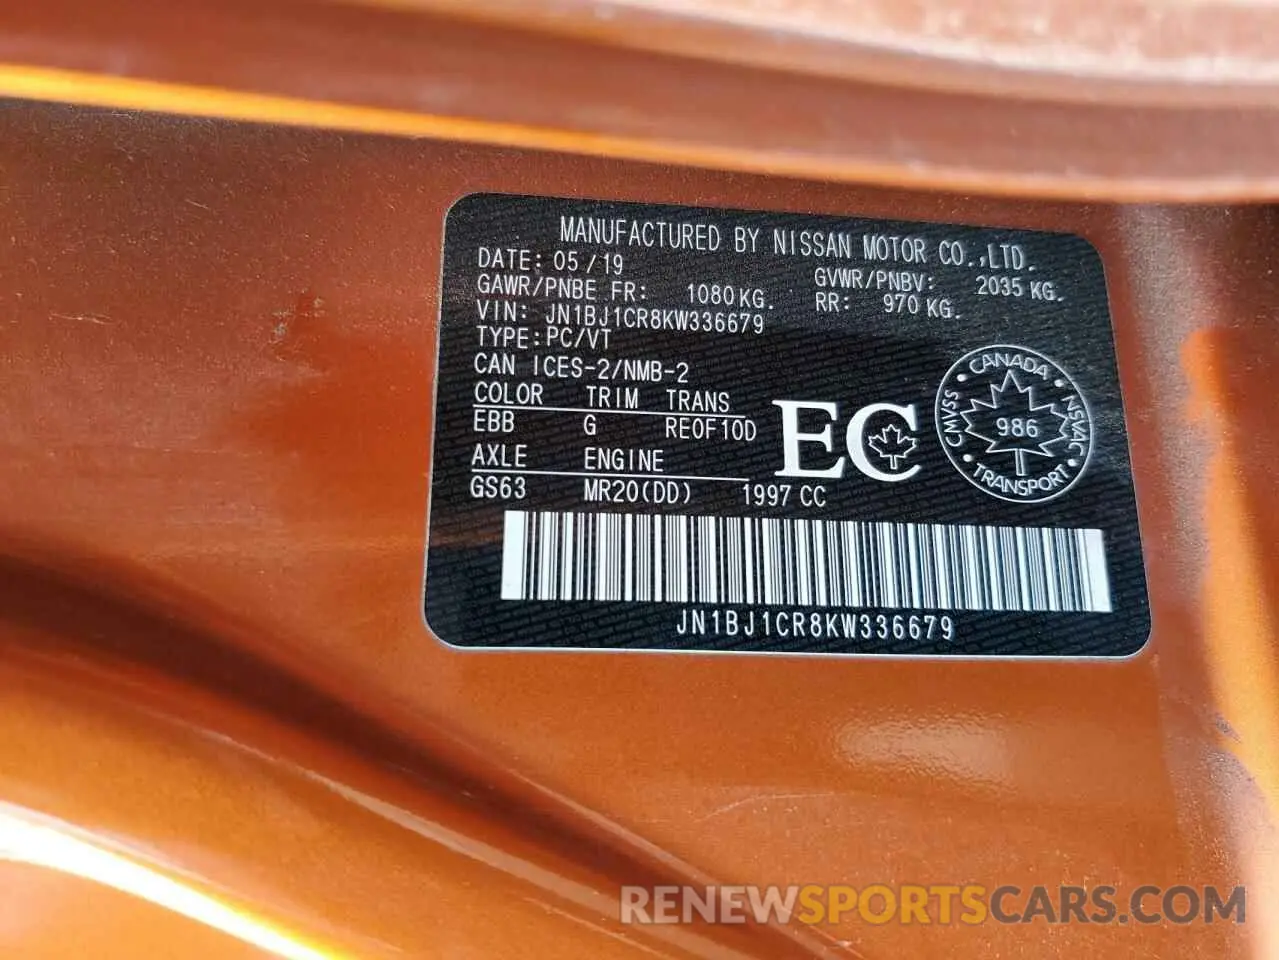 MANUFACTURED BY NISSAN MOTOR CO.,LTD.
DATE: 05/19 GVWR/PNBV: 2035 KG.
GAWR/PNBE FR: 1080 KG. RR: 970 KG.
VIN: JN1BJ1CR8KW336679
TYPE: PC/VT
CAN ICES-2/NMB-2
COLOR TRIM TRANS
EBB G RE0F10D
AXLE ENGINE
GS63 MR20(DD) 1997 CC
EC
CANADA
CMVSS 986 NSVAC
TRANSPORT
JN1BJ1CR8KW336679
RENEWSPORTSCARS.COM